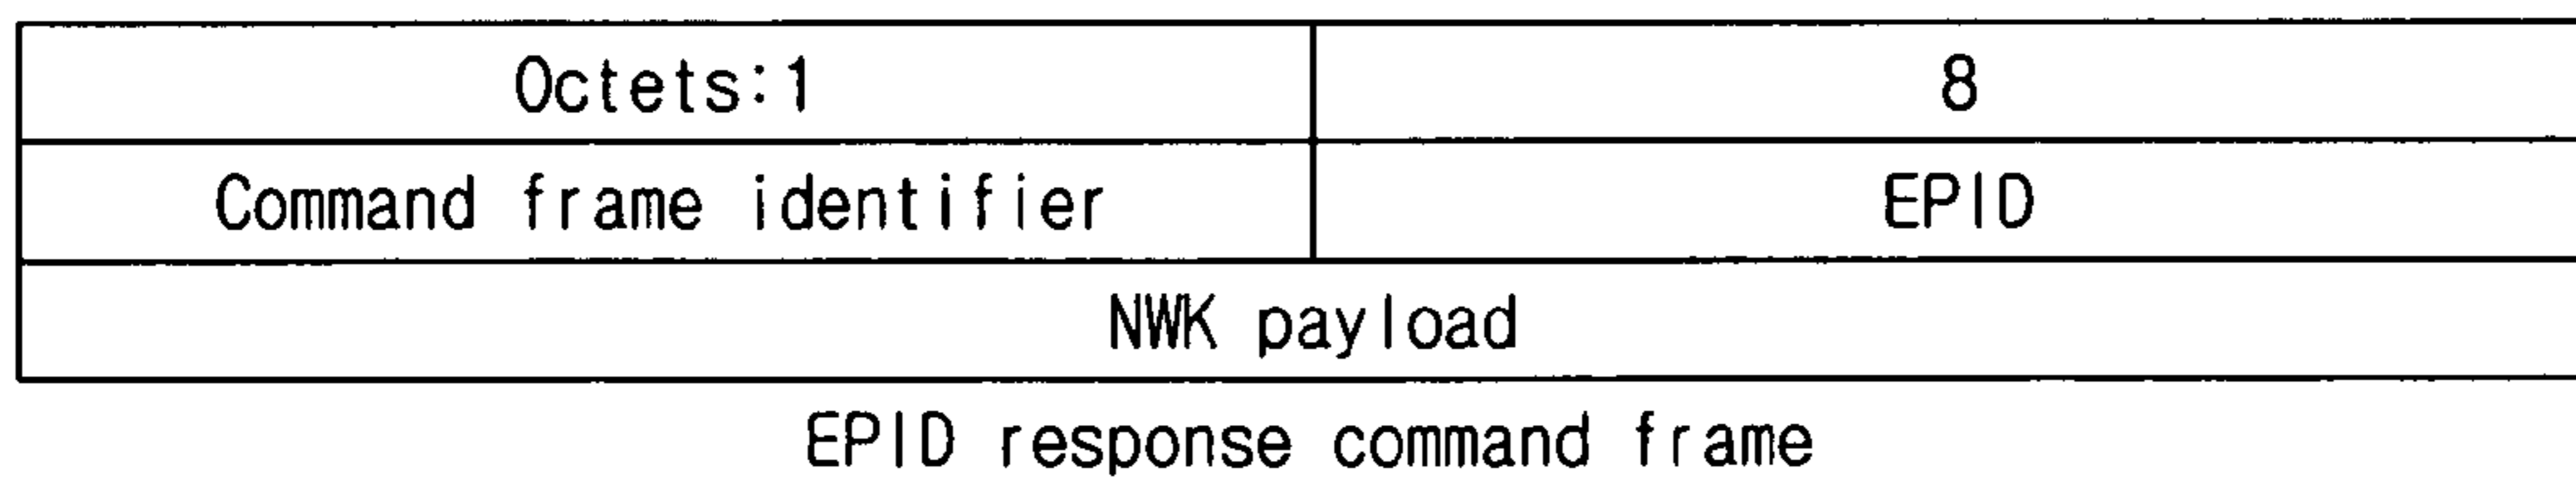 Octets:1 8
Command frame identifier EPID
NWK payload
EPID response command frame